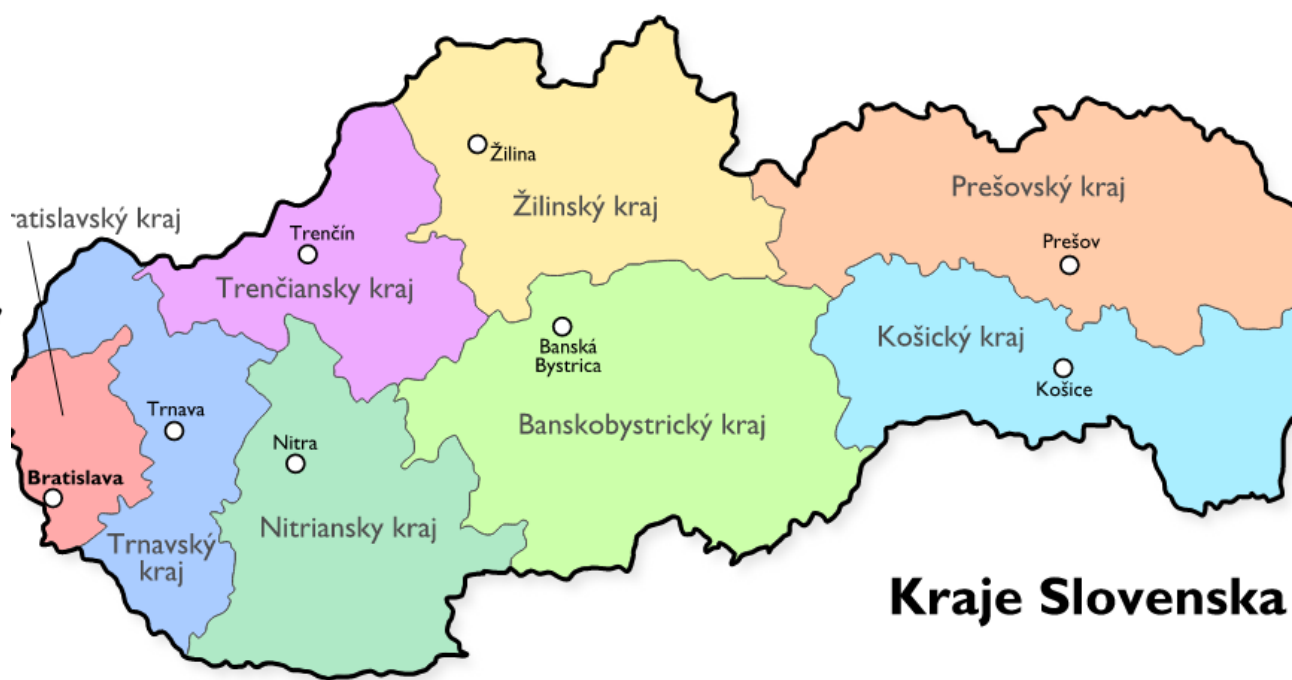 Žilina
Žilinský kraj
Prešovský kraj
ratislavský kraj
Trenčín
Prešov
Trenčiansky kraj
Banská
Bystrica
Košický kraj
Košice
Trnava
Banskobystrický kraj
Nitra
Bratislava
Nitriansky kraj
Trnavský
kraj
Kraje Slovenska